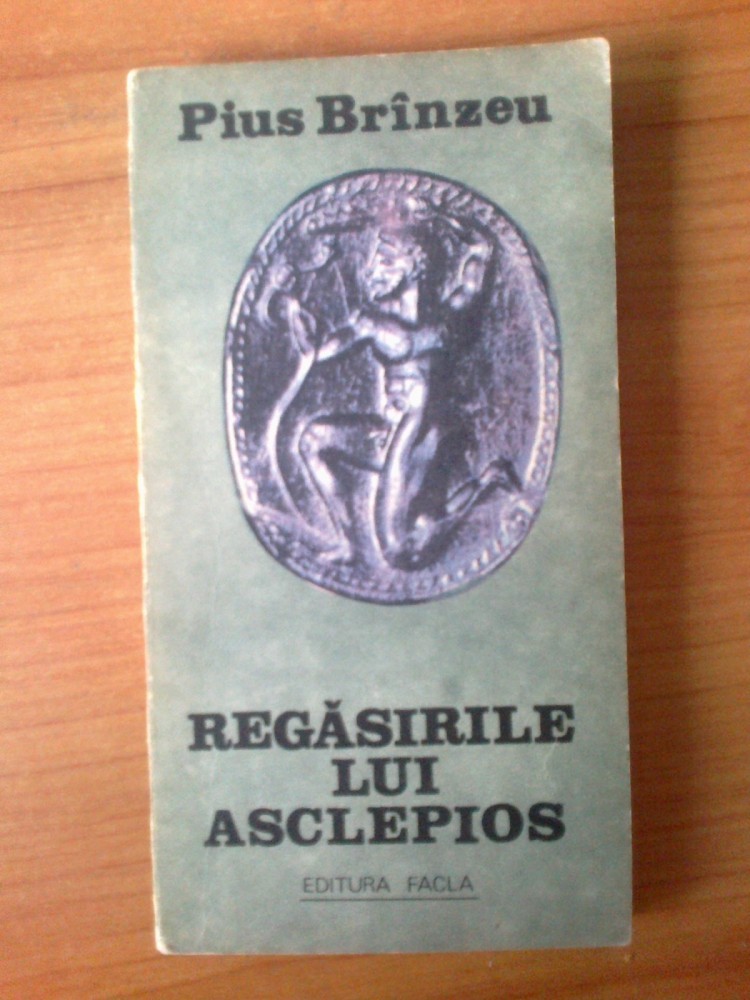 Pius Brînzeu
REGĂSIRILE
LUI
ASCLEPIOS
EDITURA FACLA